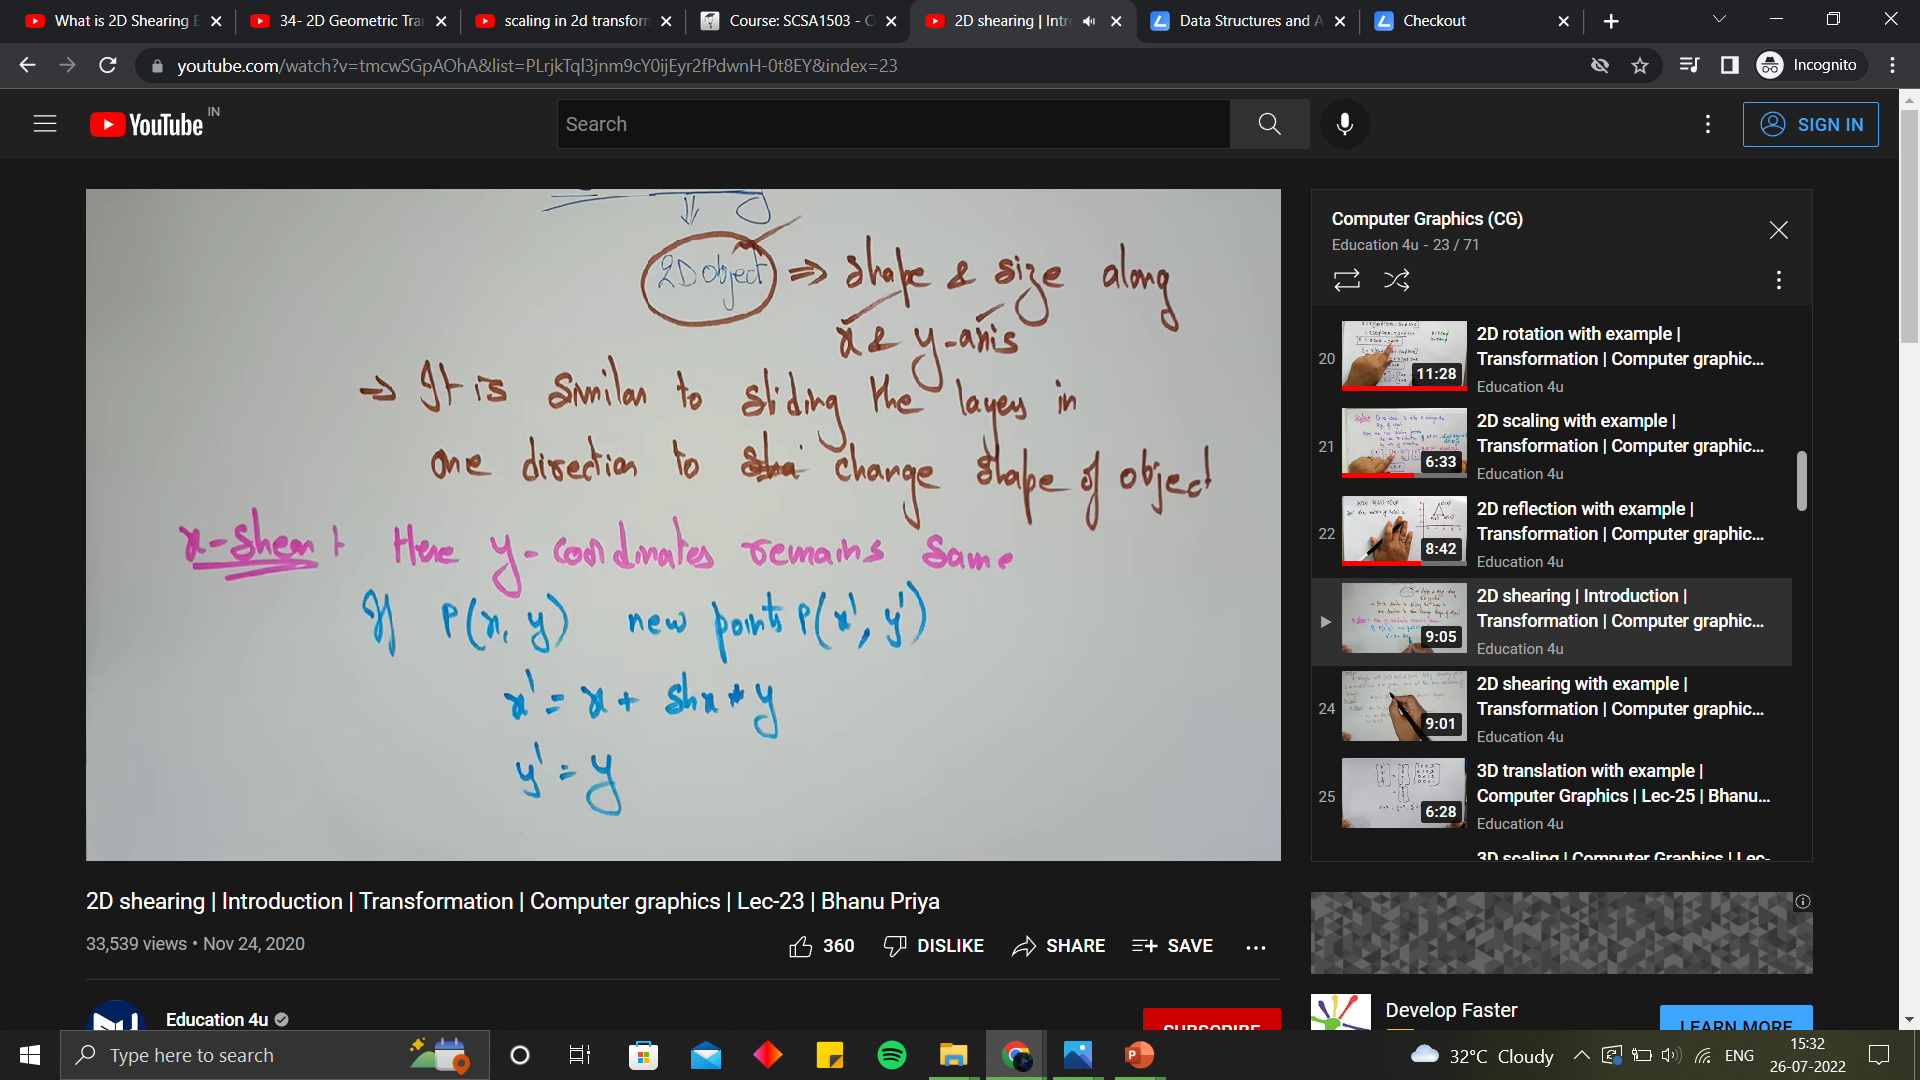 What is 2D Shearing
34- 2D Geometric Tra
scaling in 2d transforr
Course: SCSA1503 - C
2D shearing | Intr
Data Structures and A
Checkout
youtube.com/watch?v=tmcwSGpAOhA&list=PLrjkTql3jnm9cY0ijEyr2fPdwnH-0t8EY&index=23
Incognito
YouTube IN
Search
SIGN IN
2D object ⇒ shape & size along
x & y-axis
→ It is similar to sliding the layers in
one direction to change shape of object
x-shear : Here y-coordinates remains same
If P(x, y) new points P(x', y')
x' = x + shx * y
y' = y
Computer Graphics (CG)
Education 4u - 23 / 71
20
11:28
2D rotation with example |
Transformation | Computer graphic...
Education 4u
21
6:33
2D scaling with example |
Transformation | Computer graphic...
Education 4u
22
8:42
2D reflection with example |
Transformation | Computer graphic...
Education 4u
9:05
2D shearing | Introduction |
Transformation | Computer graphic...
Education 4u
24
9:01
2D shearing with example |
Transformation | Computer graphic...
Education 4u
25
6:28
3D translation with example |
Computer Graphics | Lec-25 | Bhanu...
Education 4u
3D scaling | Computer Graphics | Lec-
2D shearing | Introduction | Transformation | Computer graphics | Lec-23 | Bhanu Priya
33,539 views • Nov 24, 2020
360
DISLIKE
SHARE
SAVE
Education 4u
SUBSCRIBE
Develop Faster
LEARN MORE
Type here to search
32°C Cloudy
ENG
15:32
26-07-2022